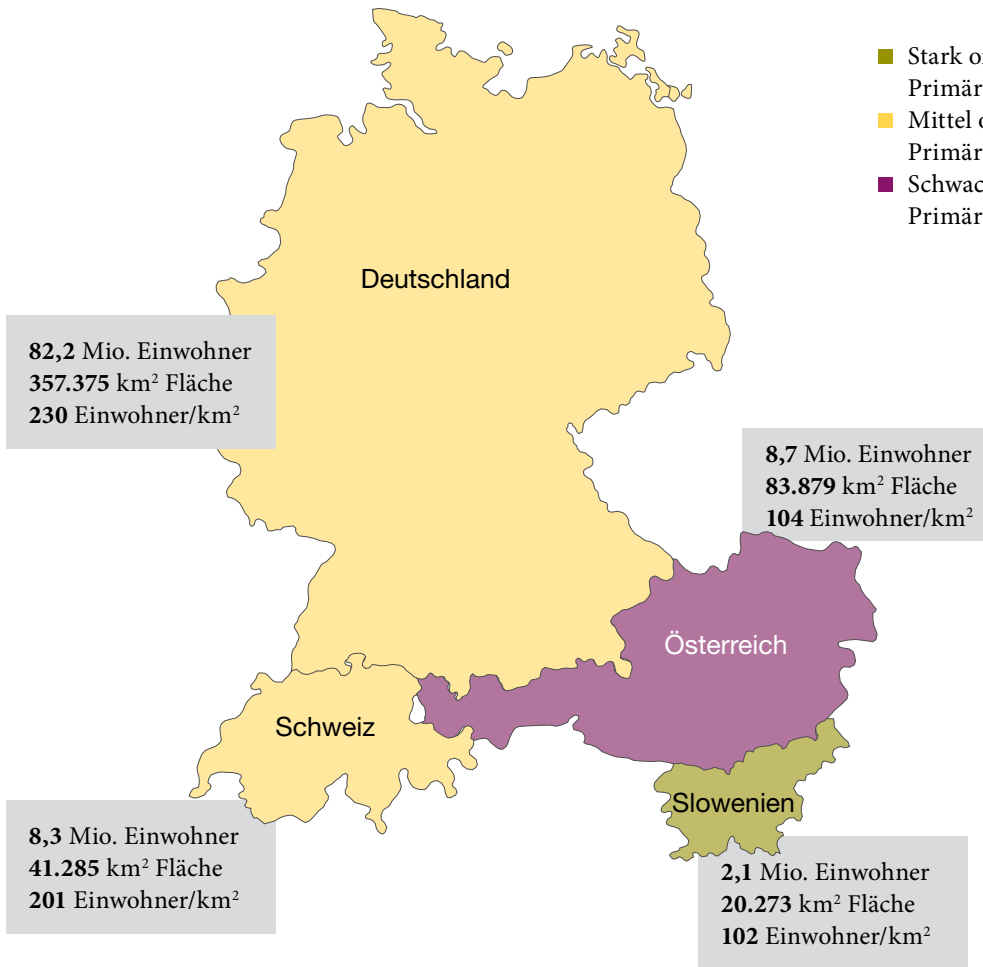 Stark
Primär
Mittel
Primär
Primär
Deutschland
82,2 Mio. Einwohner
357.375 km² Fläche
230 Einwohner/km²
8,7 Mio. Einwohner
83.879 km² Fläche
104 Einwohner/km²
Österreich
Schweiz
Slowenien
8,3 Mio. Einwohner
41.285 km² Fläche
201 Einwohner/km²
2,1 Mio. Einwohner
20.273 km² Fläche
102 Einwohner/km²